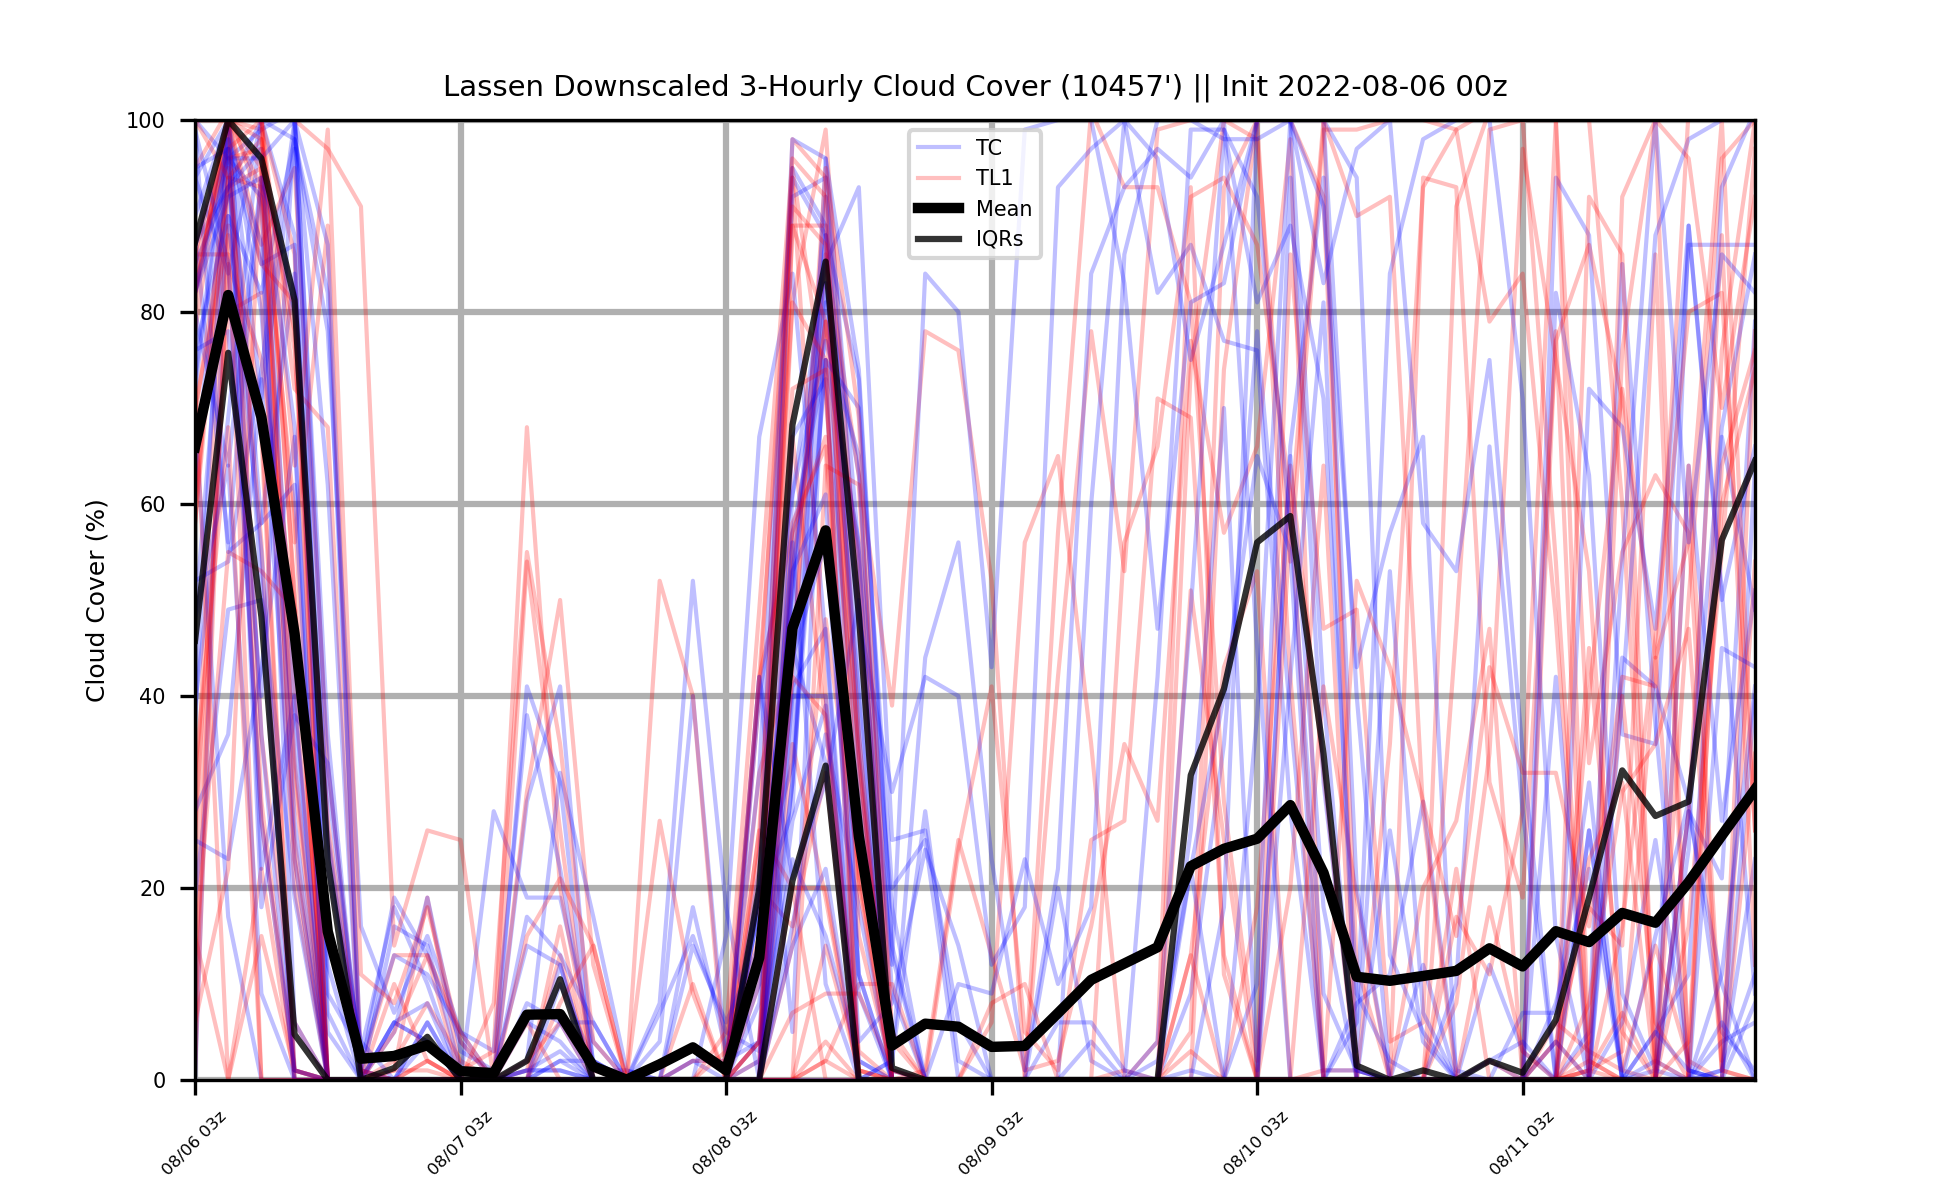 Lassen Downscaled 3-Hourly Cloud Cover (10457') || Init 2022-08-06 00z
TC
TL1
Mean
IQRs
Cloud Cover (%)
100
80
60
40
20
0
08/06 03z
08/07 03z
08/08 03z
08/09 03z
08/10 03z
08/11 03z